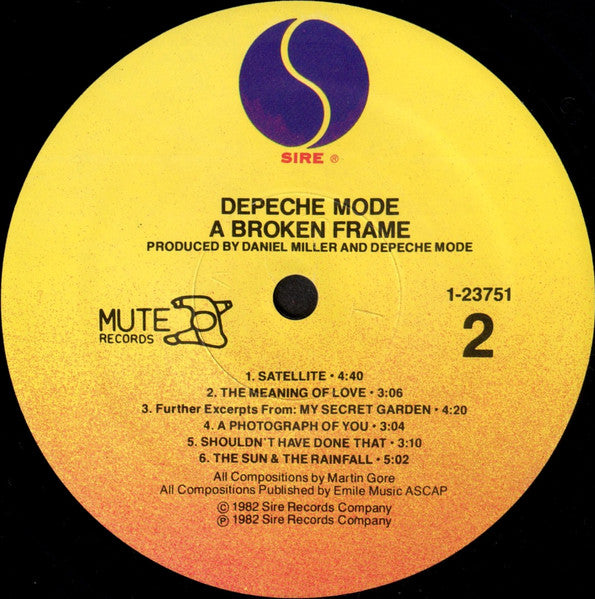 SIRE ®
DEPECHE MODE
A BROKEN FRAME
PRODUCED BY DANIEL MILLER AND DEPECHE MODE
MUTE
RECORDS
1-23751
2
1. SATELLITE • 4:40
2. THE MEANING OF LOVE • 3:06
3. Further Excerpts From: MY SECRET GARDEN • 4:20
4. A PHOTOGRAPH OF YOU • 3:04
5. SHOULDN'T HAVE DONE THAT • 3:10
6. THE SUN & THE RAINFALL • 5:02
All Compositions by Martin Gore
All Compositions Published by Emile Music ASCAP
© 1982 Sire Records Company
℗ 1982 Sire Records Company